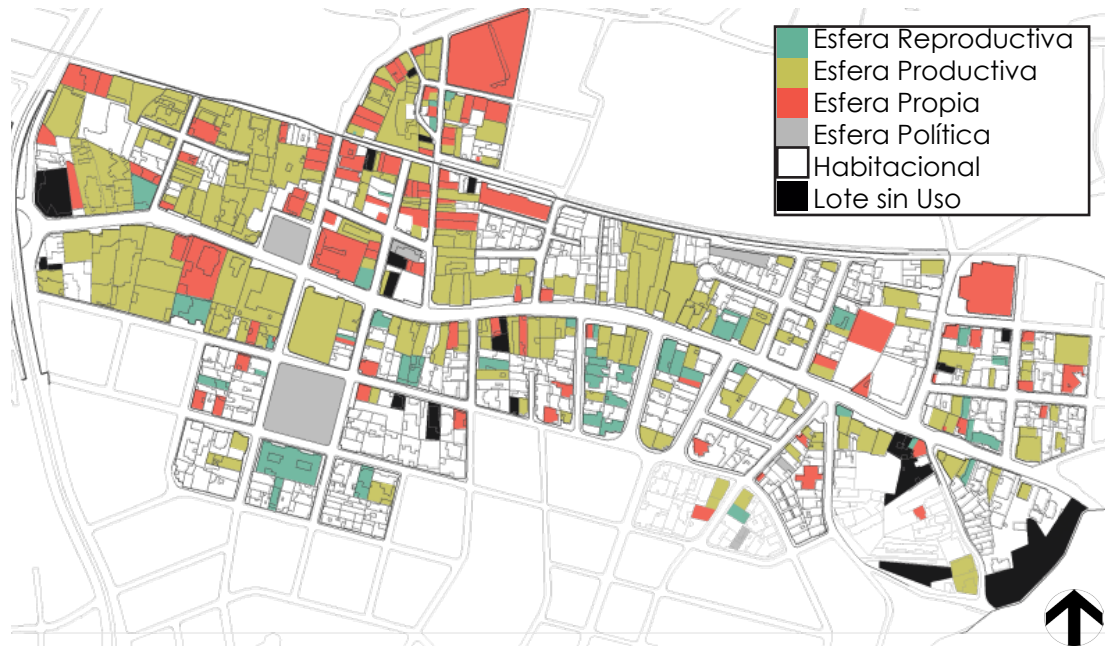 Esfera Reproductiva
Esfera Productiva
Esfera Propia
Esfera Política
Habitacional
Lote sin Uso